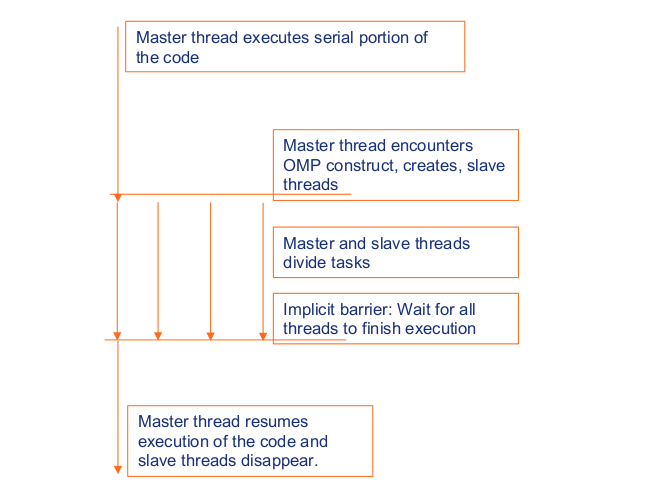 Master thread executes serial portion of
the code
Master thread encounters
OMP construct, creates, slave
threads
Master and slave threads
divide tasks
Implicit barrier: Wait for all
threads to finish execution
Master thread resumes
execution of the code and
slave threads disappear.